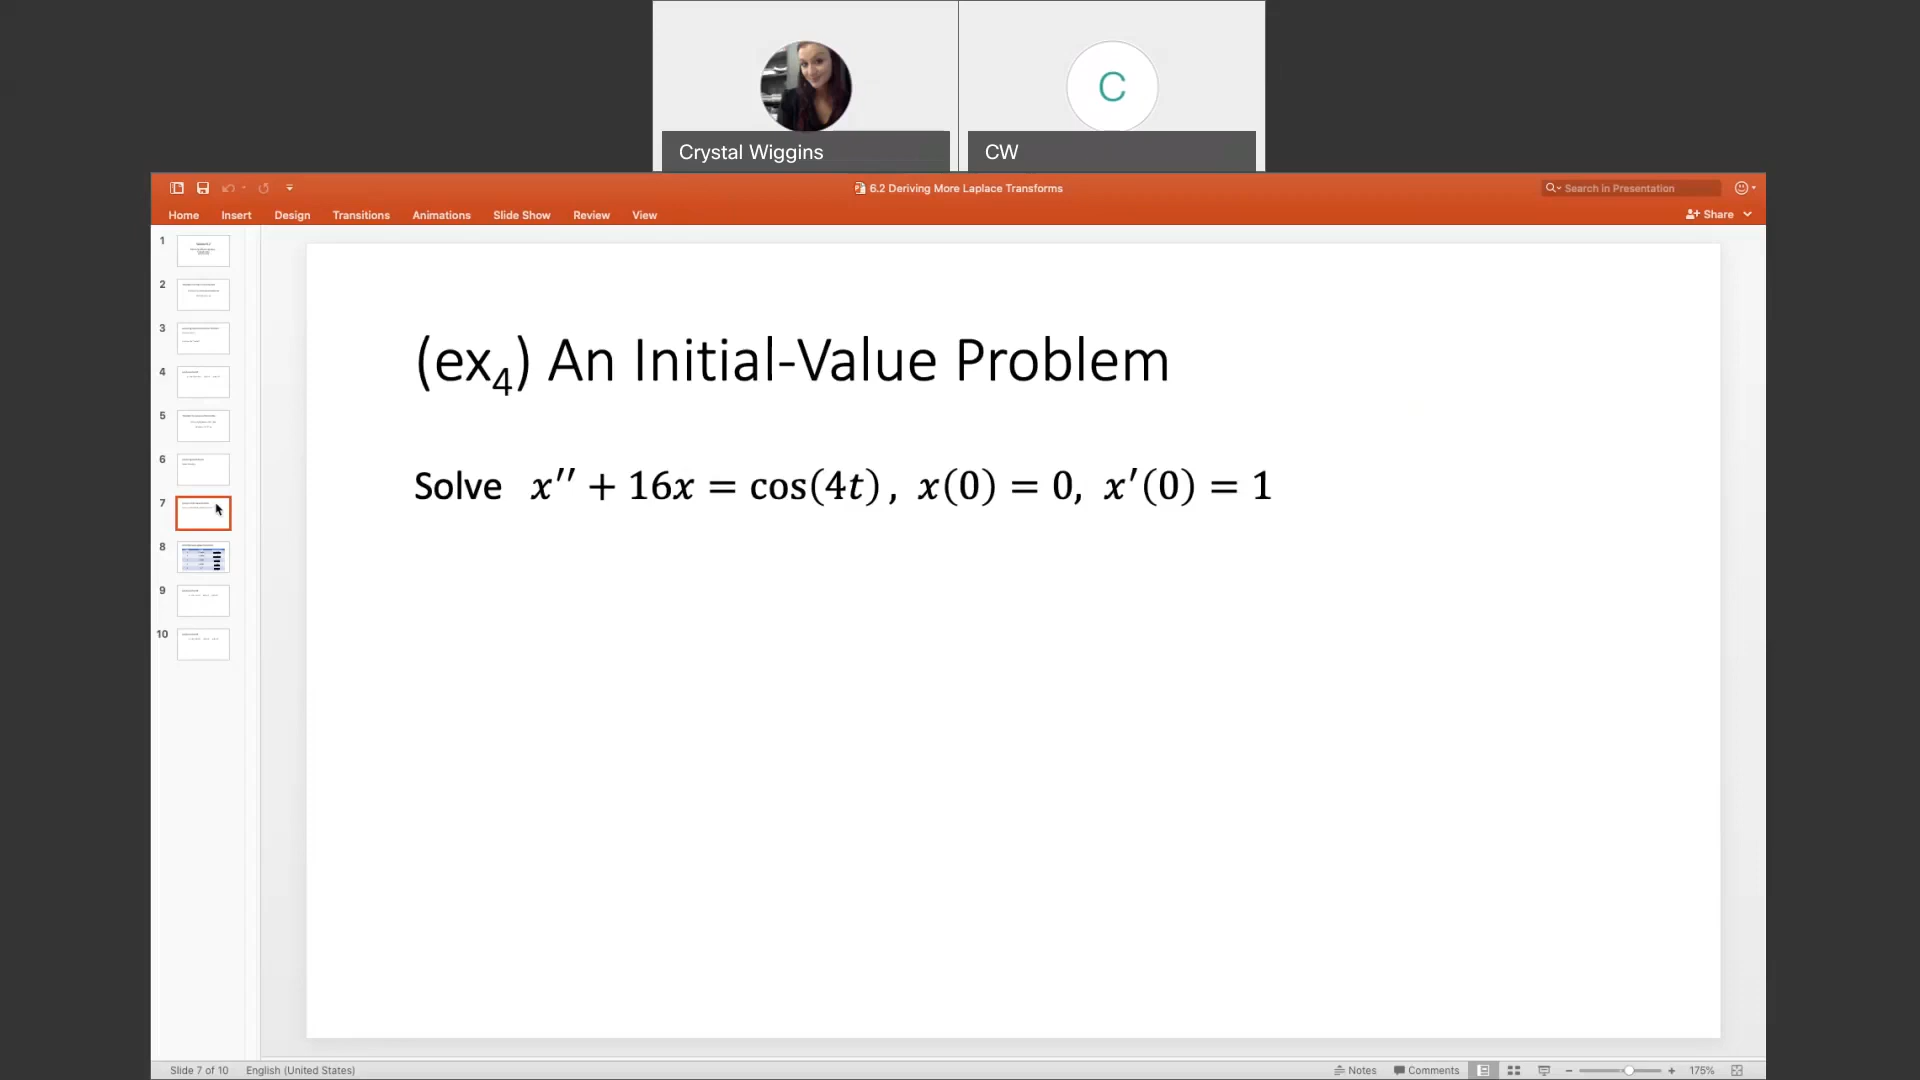 C
Crystal Wiggins
CW
6.2 Deriving More Laplace Transforms
Search in Presentation
Home Insert Design Transitions Animations Slide Show Review View
Share
1
2
3
4
5
6
7
8
9
10
(ex₄) An Initial-Value Problem
Solve x′′ + 16x = cos(4t) , x(0) = 0, x′(0) = 1
Slide 7 of 10 English (United States) Notes Comments 175%